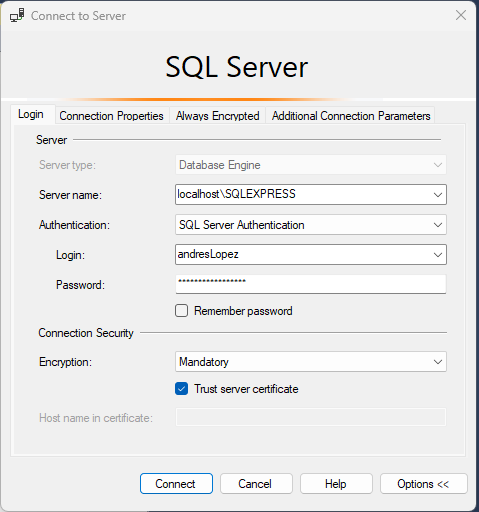 Connect to Server
SQL Server
Login Connection Properties Always Encrypted Additional Connection Parameters
Server
Server type: Database Engine
Server name: localhost\SQLEXPRESS
Authentication: SQL Server Authentication
Login: andresLopez
Password: *****************
Remember password
Connection Security
Encryption: Mandatory
Trust server certificate
Host name in certificate:
Connect Cancel Help Options <<